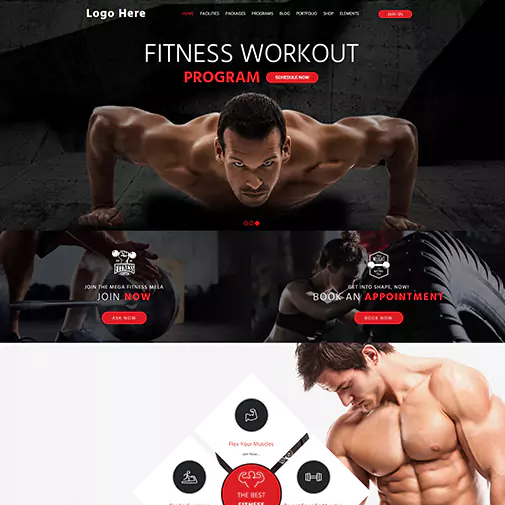 Logo Here
HOME FACILITIES PACKAGES PROGRAMS BLOG PORTFOLIO SHOP ELEMENTS
JOIN US
FITNESS WORKOUT
PROGRAM
SCHEDULE NOW
JOIN THE MEGA FITNESS MELA
JOIN NOW
ASK NOW
GET INTO SHAPE, NOW!
BOOK AN APPOINTMENT
BOOK NOW
Flex Your Muscles
Join Now...
THE BEST
FITNESS